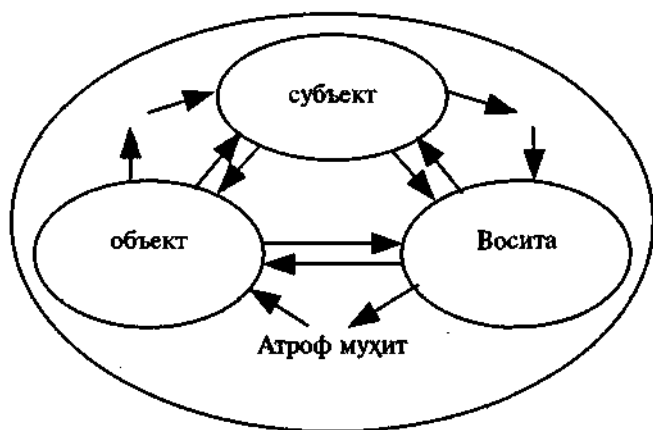 субъект
объект
Восита
Атроф муҳит